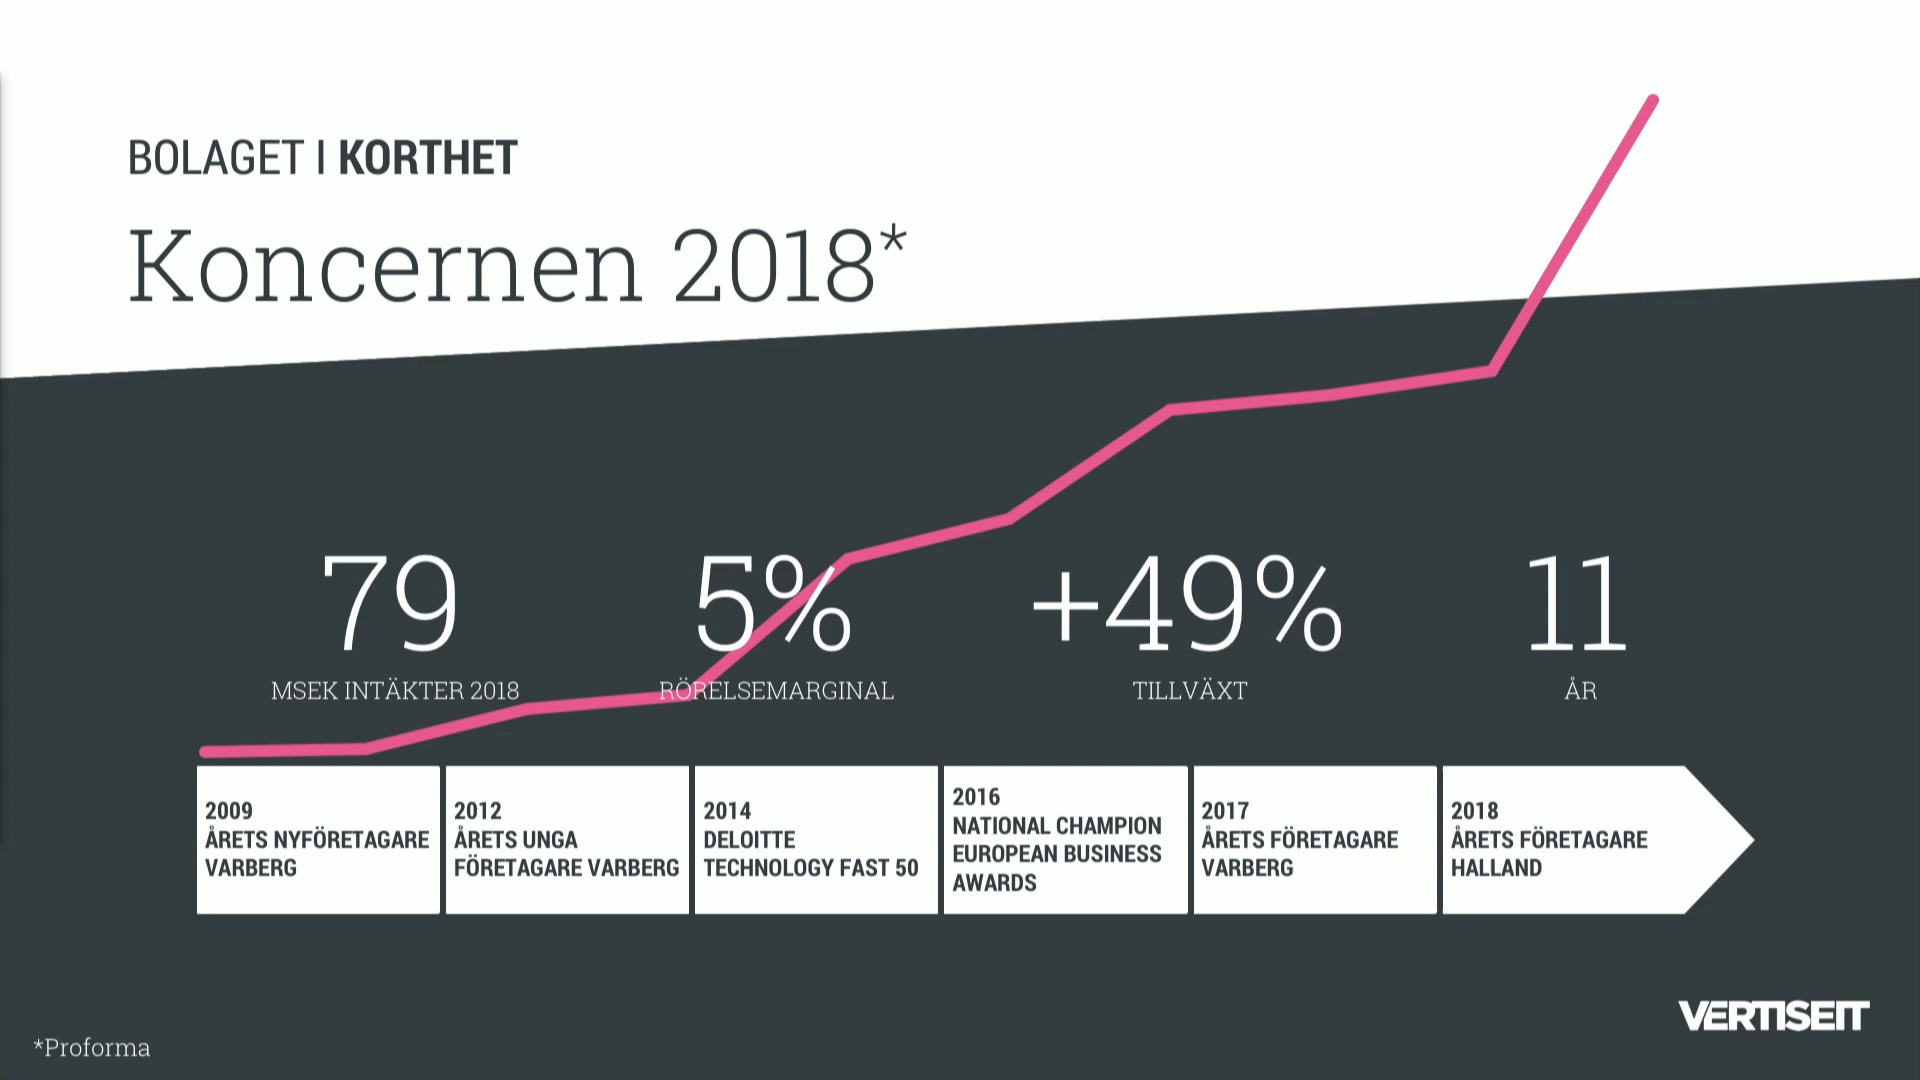 BOLAGET I KORTHET
Koncernen 2018*
79
MSEK INTÄKTER 2018
5%
RÖRELSEMARGINAL
+49%
TILLVÄXT
11
ÅR
2009
ÅRETS NYFÖRETAGARE
VARBERG
2012
ÅRETS UNGA
FÖRETAGARE VARBERG
2014
DELOITTE
TECHNOLOGY FAST 50
2016
NATIONAL CHAMPION
EUROPEAN BUSINESS
AWARDS
2017
ÅRETS FÖRETAGARE
VARBERG
2018
ÅRETS FÖRETAGARE
HALLAND
VERTISEIT
*Proforma